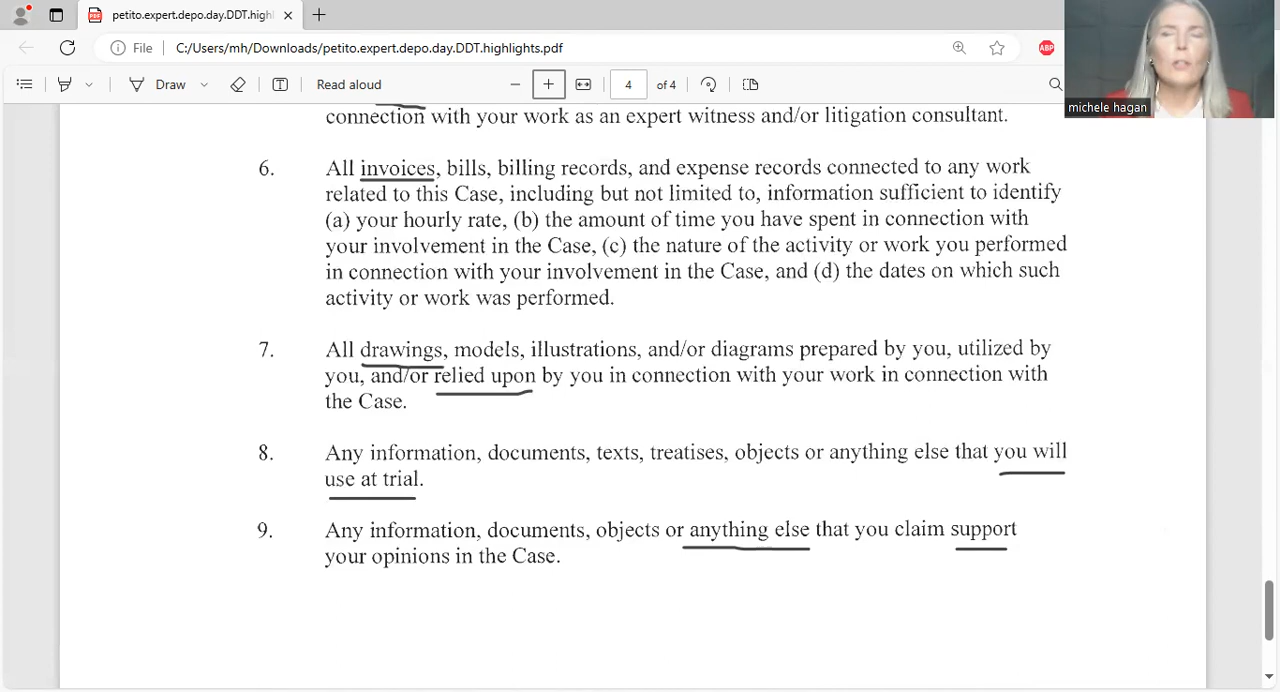 petito.expert.depo.day.DDT.highl
File
C:/Users/mh/Downloads/petito.expert.depo.day.DDT.highlights.pdf
ABP
Draw
Read aloud
4
of 4
michele hagan
connection with your work as an expert witness and/or litigation consultant.
6. All invoices, bills, billing records, and expense records connected to any work
related to this Case, including but not limited to, information sufficient to identify
(a) your hourly rate, (b) the amount of time you have spent in connection with
your involvement in the Case, (c) the nature of the activity or work you performed
in connection with your involvement in the Case, and (d) the dates on which such
activity or work was performed.
7. All drawings, models, illustrations, and/or diagrams prepared by you, utilized by
you, and/or relied upon by you in connection with your work in connection with
the Case.
8. Any information, documents, texts, treatises, objects or anything else that you will
use at trial.
9. Any information, documents, objects or anything else that you claim support
your opinions in the Case.